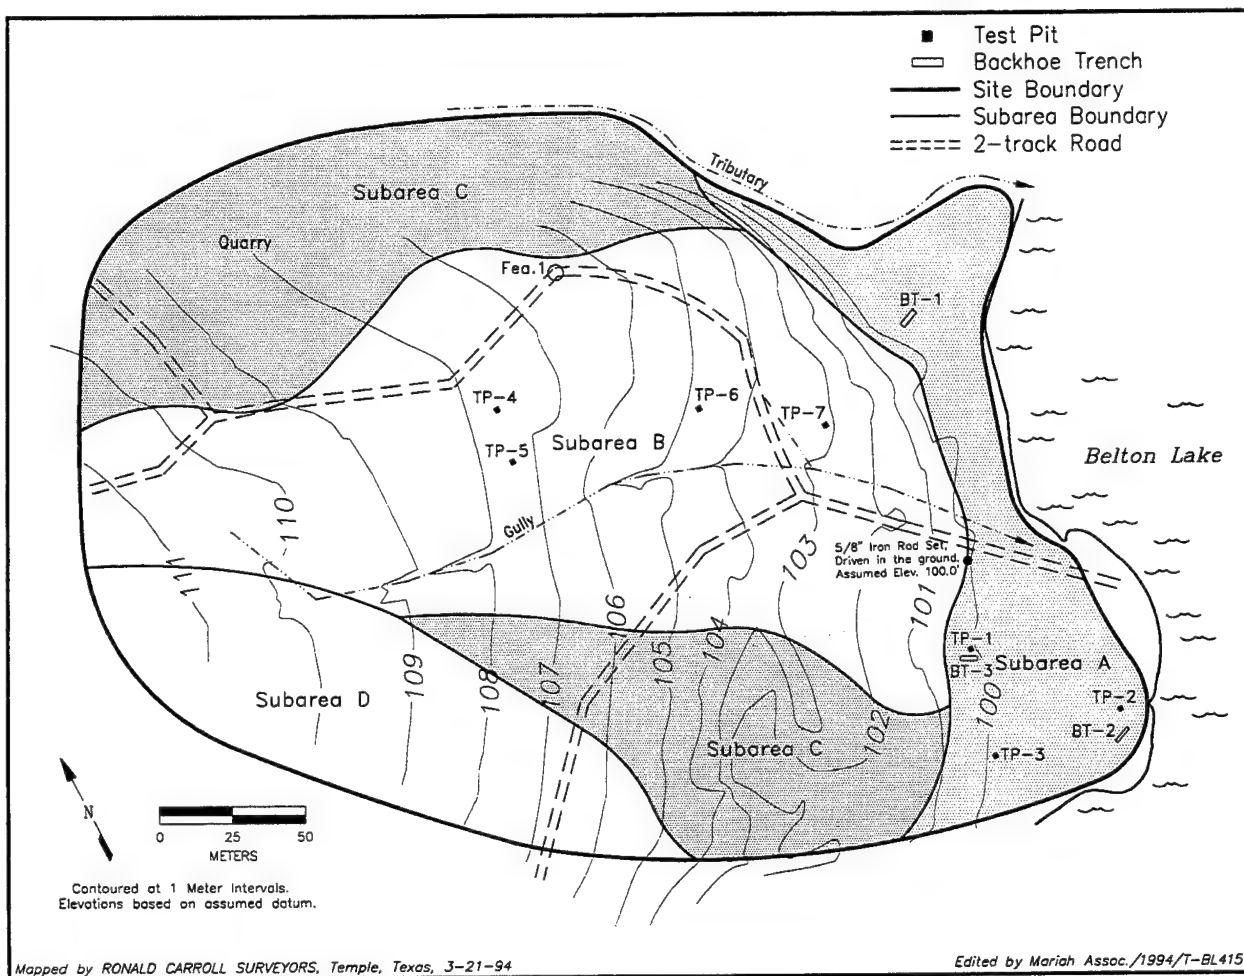 Test Pit
Backhoe Trench
Site Boundary
Subarea Boundary
2-track Road
Tributary
Subarea C
Quarry
Fea.1
BT-1
TP-4
TP-6
TP-7
Subarea B
TP-5
Belton Lake
110
Gully
5/8" Iron Rod Set,
Driven in the ground.
Assumed Elev. 100.0'
103
111
101
106
104
TP-1
105
BT-3
Subarea A
109
108
107
100
Subarea D
TP-2
102
BT-2
Subarea C
TP-3
N
0 25 50
METERS
Contoured at 1 Meter Intervals.
Elevations based on assumed datum.
Mapped by RONALD CARROLL SURVEYORS, Temple, Texas, 3-21-94
Edited by Mariah Assoc./1994/T-BL415